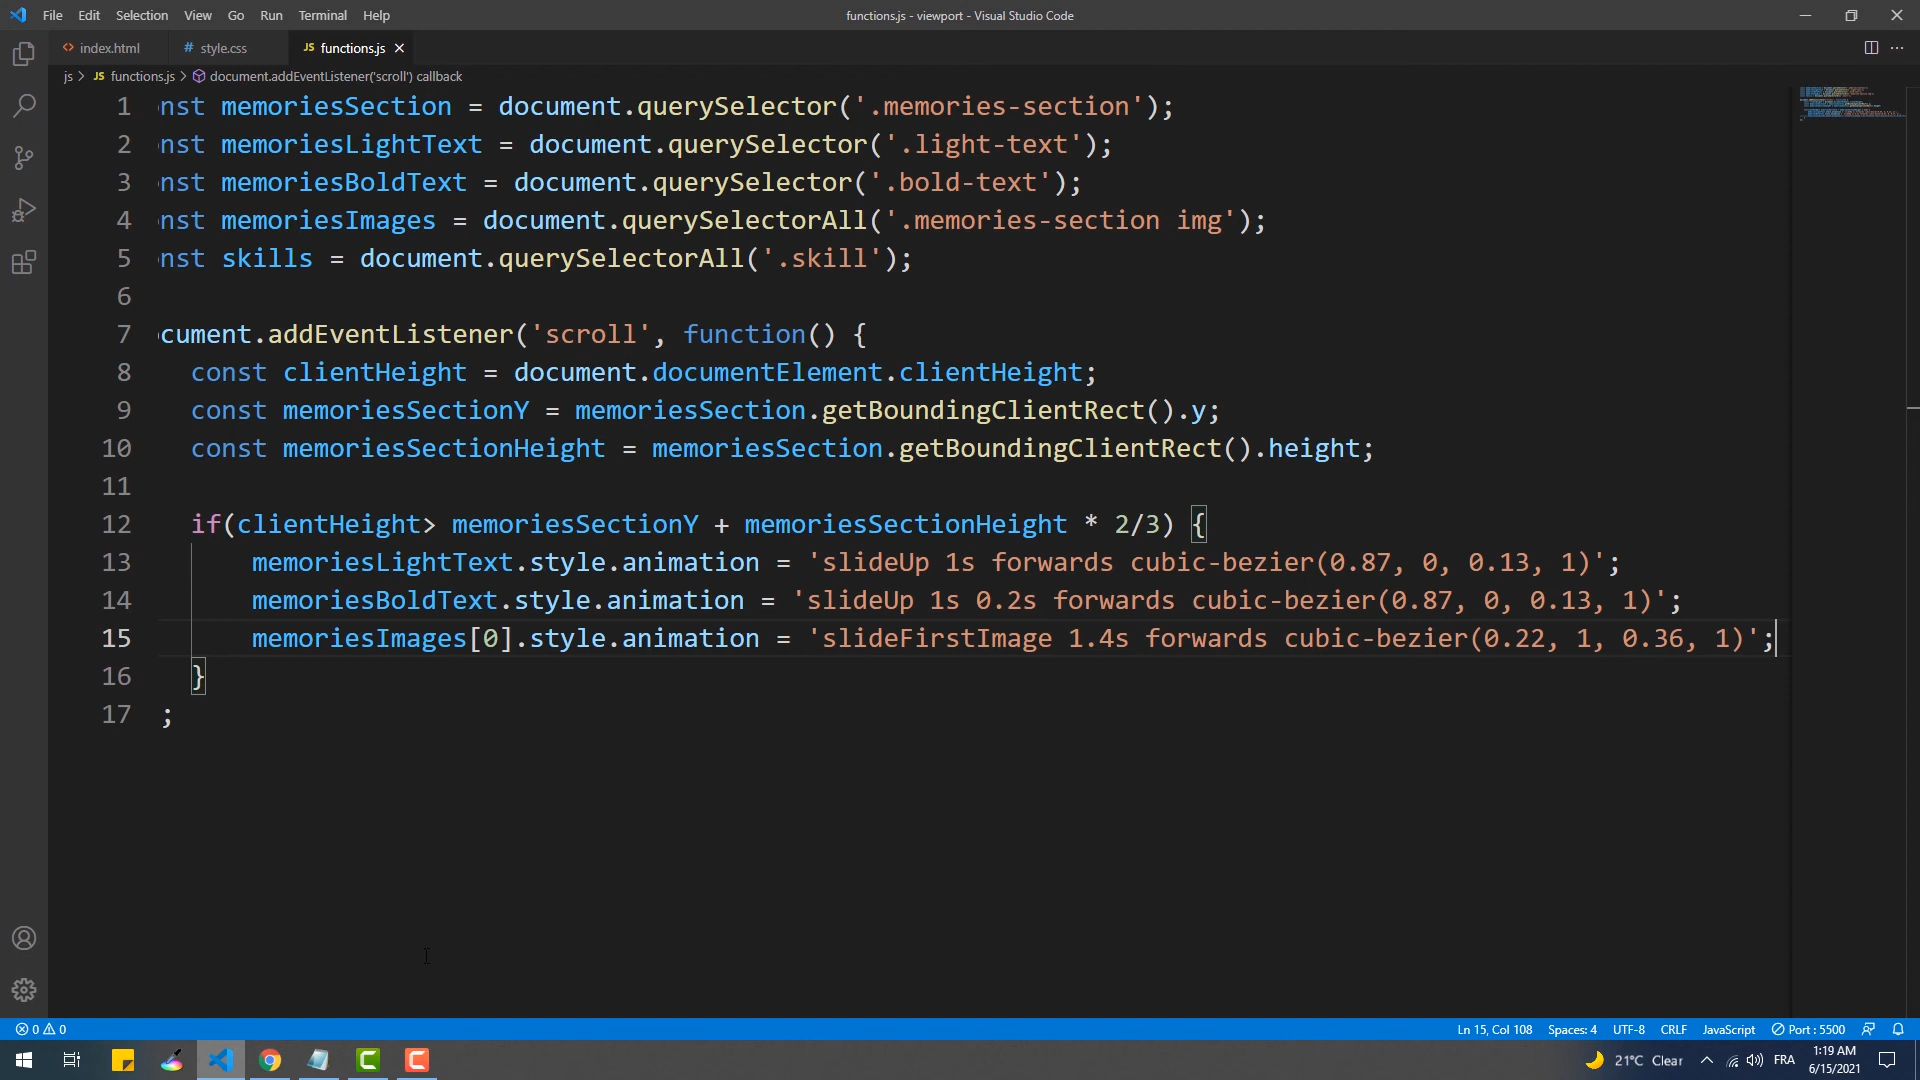 File Edit Selection View Go Run Terminal Help
functions.js - viewport - Visual Studio Code
<> index.html # style.css JS functions.js ×
js > JS functions.js > document.addEventListener('scroll') callback
1 nst memoriesSection = document.querySelector('.memories-section');
2 nst memoriesLightText = document.querySelector('.light-text');
3 nst memoriesBoldText = document.querySelector('.bold-text');
4 nst memoriesImages = document.querySelectorAll('.memories-section img');
5 nst skills = document.querySelectorAll('.skill');
6
7 cument.addEventListener('scroll', function() {
8 const clientHeight = document.documentElement.clientHeight;
9 const memoriesSectionY = memoriesSection.getBoundingClientRect().y;
10 const memoriesSectionHeight = memoriesSection.getBoundingClientRect().height;
11
12 if(clientHeight> memoriesSectionY + memoriesSectionHeight * 2/3) {
13 memoriesLightText.style.animation = 'slideUp 1s forwards cubic-bezier(0.87, 0, 0.13, 1)';
14 memoriesBoldText.style.animation = 'slideUp 1s 0.2s forwards cubic-bezier(0.87, 0, 0.13, 1)';
15 memoriesImages[0].style.animation = 'slideFirstImage 1.4s forwards cubic-bezier(0.22, 1, 0.36, 1)';
16 }
17 ;
0 0 Ln 15, Col 108 Spaces: 4 UTF-8 CRLF JavaScript Port : 5500
21°C Clear FRA 1:19 AM
6/15/2021